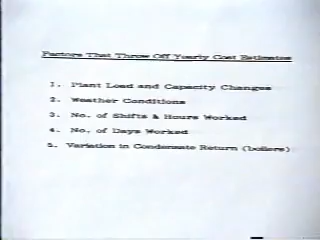 Factors That Throw Off Yearly Cost Estimates
1. Plant Load and Capacity Changes
2. Weather Conditions
3. No. of Shifts & Hours Worked
4. No. of Days Worked
5. Variation in Condensate Return (boilers)